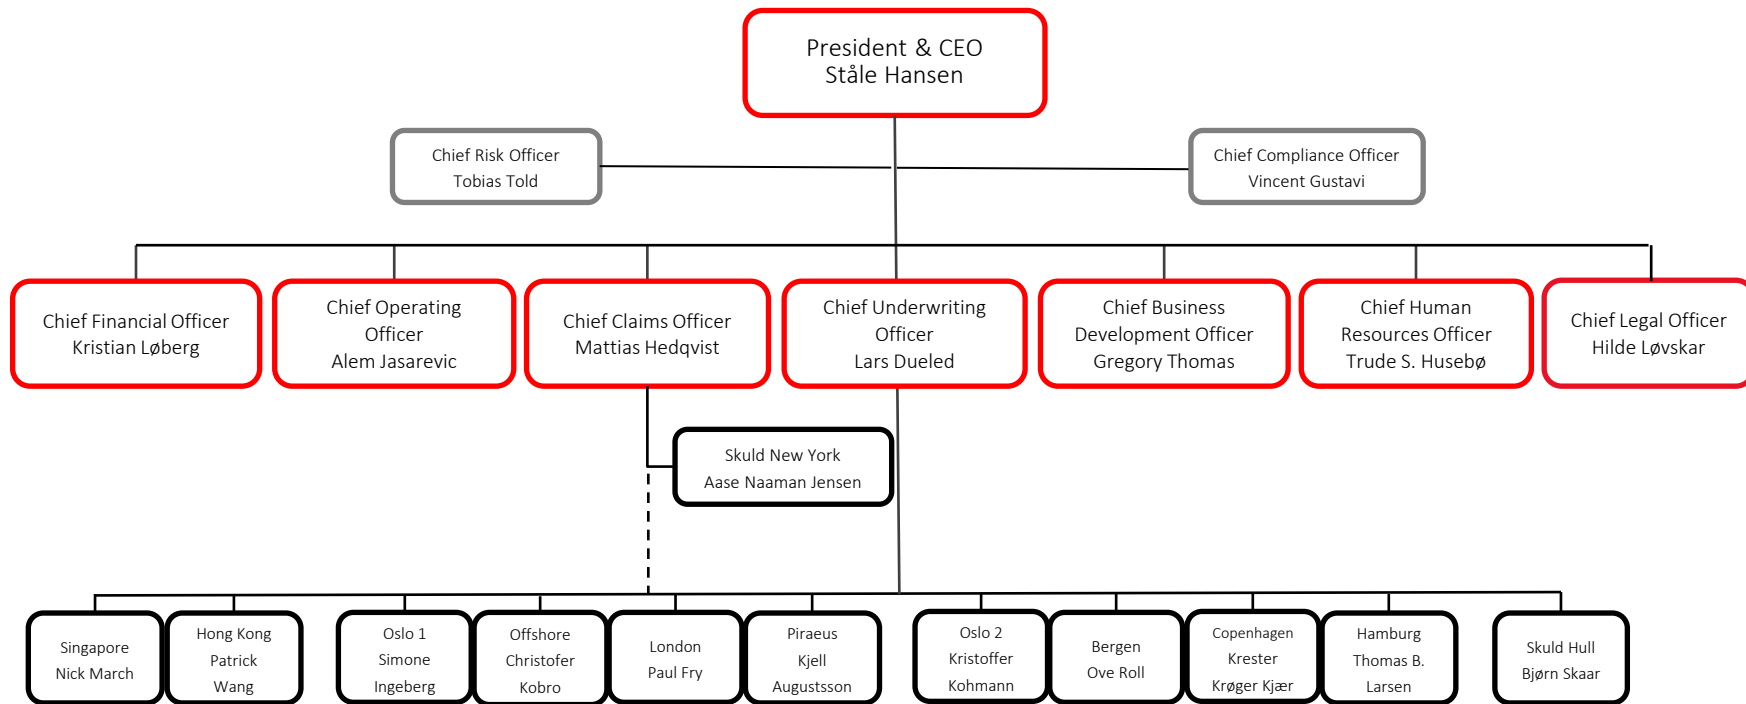 President & CEO
Ståle Hansen
Chief Risk Officer
Tobias Told
Chief Compliance Officer
Vincent Gustavi
Chief Financial Officer
Kristian Løberg
Chief Operating
Officer
Alem Jasarevic
Chief Claims Officer
Mattias Hedqvist
Chief Underwriting
Officer
Lars Dueled
Chief Business
Development Officer
Gregory Thomas
Chief Human
Resources Officer
Trude S. Husebø
Chief Legal Officer
Hilde Løvskar
Skuld New York
Aase Naaman Jensen
Singapore
Nick March
Hong Kong
Patrick
Wang
Oslo 1
Simone
Ingeberg
Offshore
Christofer
Kobro
London
Paul Fry
Piraeus
Kjell
Augustsson
Oslo 2
Kristoffer
Kohmann
Bergen
Ove Roll
Copenhagen
Krester
Krøger Kjær
Hamburg
Thomas B.
Larsen
Skuld Hull
Bjørn Skaar